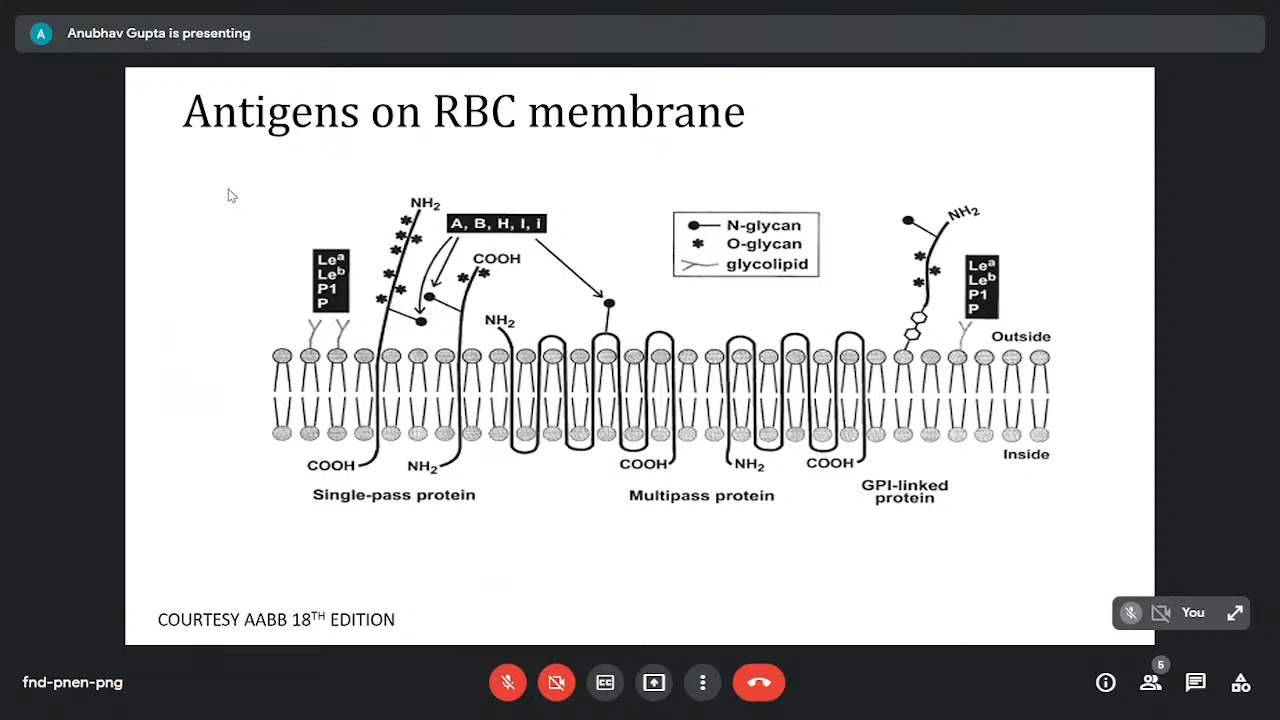 A
Anubhav Gupta is presenting
Antigens on RBC membrane
NH₂
A, B, H, I, i
COOH
NH₂
Leᵃ
Leᵇ
P1
P
N-glycan
O-glycan
glycolipid
NH₂
Leᵃ
Leᵇ
P1
P
Outside
Inside
COOH
NH₂
COOH
NH₂
COOH
Single-pass protein
Multipass protein
GPI-linked
protein
COURTESY AABB 18ᵀᴴ EDITION
You
fnd-pnen-png
CC
5